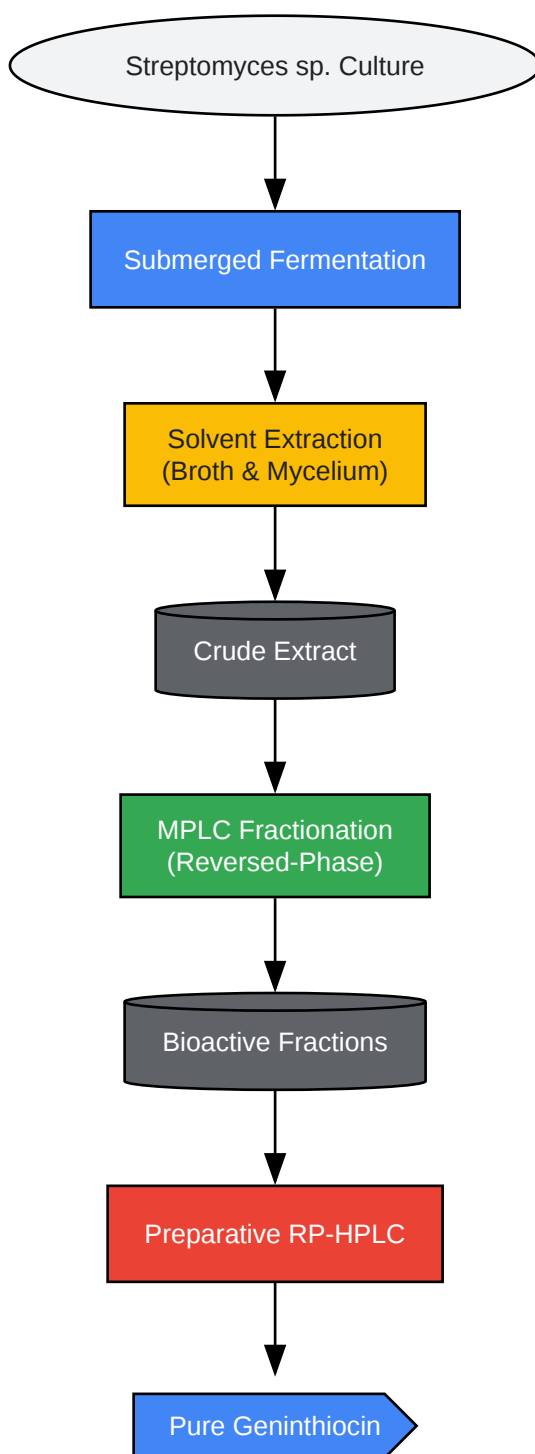 Streptomyces sp. Culture
Submerged Fermentation
Solvent Extraction
(Broth & Mycelium)
Crude Extract
MPLC Fractionation
(Reversed-Phase)
Bioactive Fractions
Preparative RP-HPLC
Pure Geninthiocin